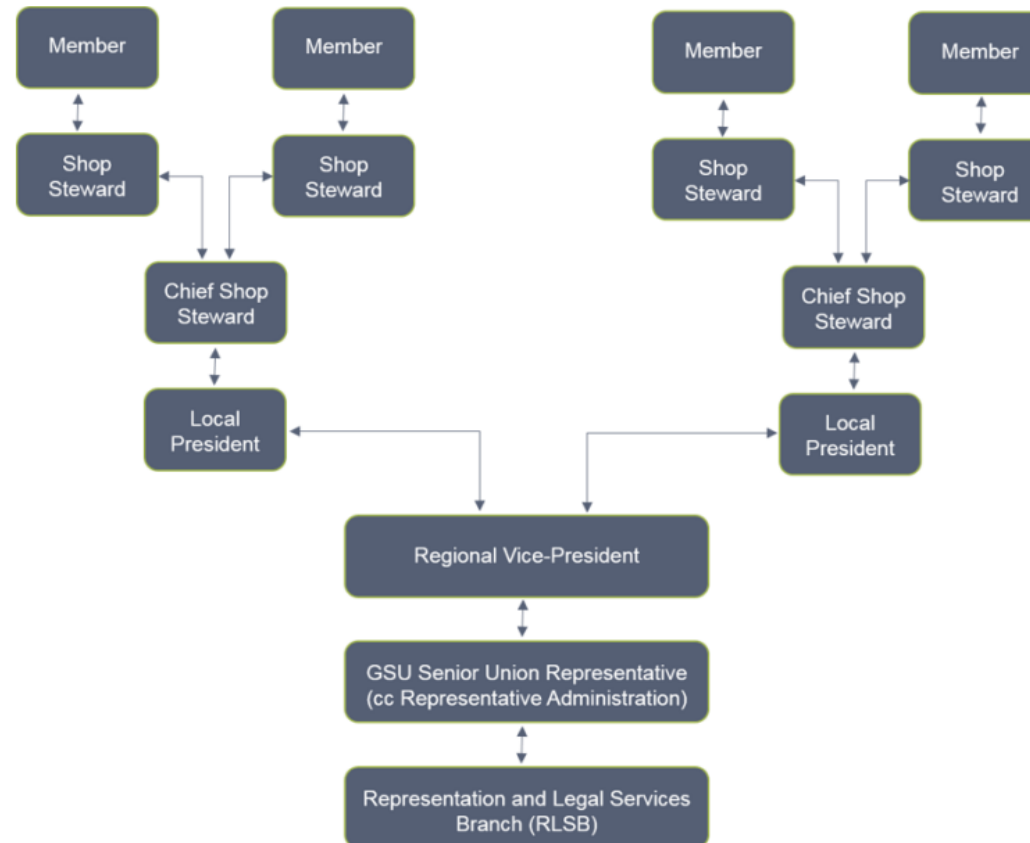 Member
Member
Member
Member
Shop
Steward
Shop
Steward
Shop
Steward
Shop
Steward
Chief Shop
Steward
Chief Shop
Steward
Local
President
Local
President
Regional Vice-President
GSU Senior Union Representative
(cc Representative Administration)
Representation and Legal Services
Branch (RLSB)